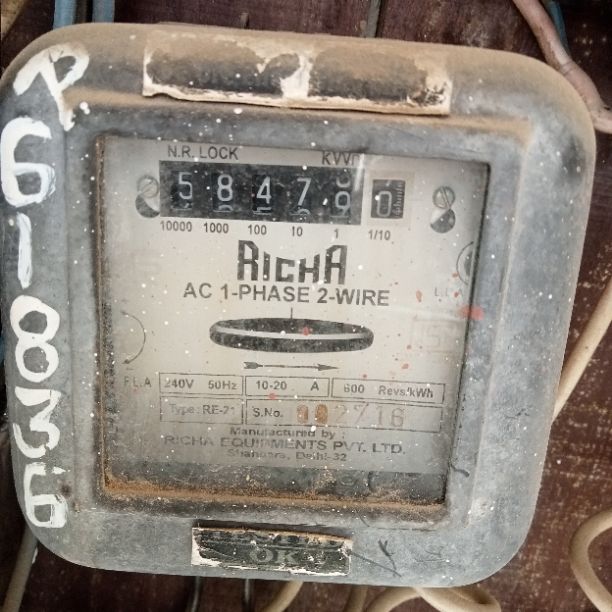 P61836
N.R. LOCK
5 8 4 7 9 0
10000 1000 100 10 1 1/10
RICHA
AC 1-PHASE 2-WIRE
240V 50Hz 10-20 A 600 Revs/kWh
Type: RE-21 S.No.
Manufactured by :
RICHA EQUIPMENTS PVT. LTD.
Shahdara, Delhi-32
OK